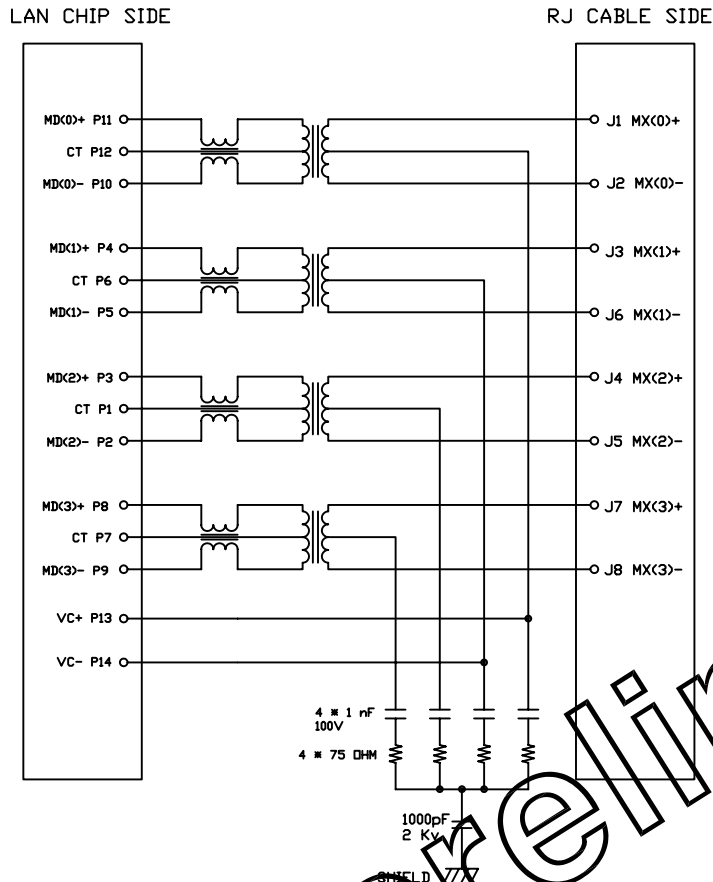 LAN CHIP SIDE
RJ CABLE SIDE
MD(0)+ P11
J1 MX(0)+
CT P12
MD(0)- P10
J2 MX(0)-
MD(1)+ P4
J3 MX(1)+
CT P6
MD(1)- P5
J6 MX(1)-
MD(2)+ P3
J4 MX(2)+
CT P1
MD(2)- P2
J5 MX(2)-
MD(3)+ P8
J7 MX(3)+
CT P7
MD(3)- P9
J8 MX(3)-
VC+ P13
VC- P14
4 * 1 nF
100V
4 * 75 OHM
1000pF
2 Kv
SHIELD